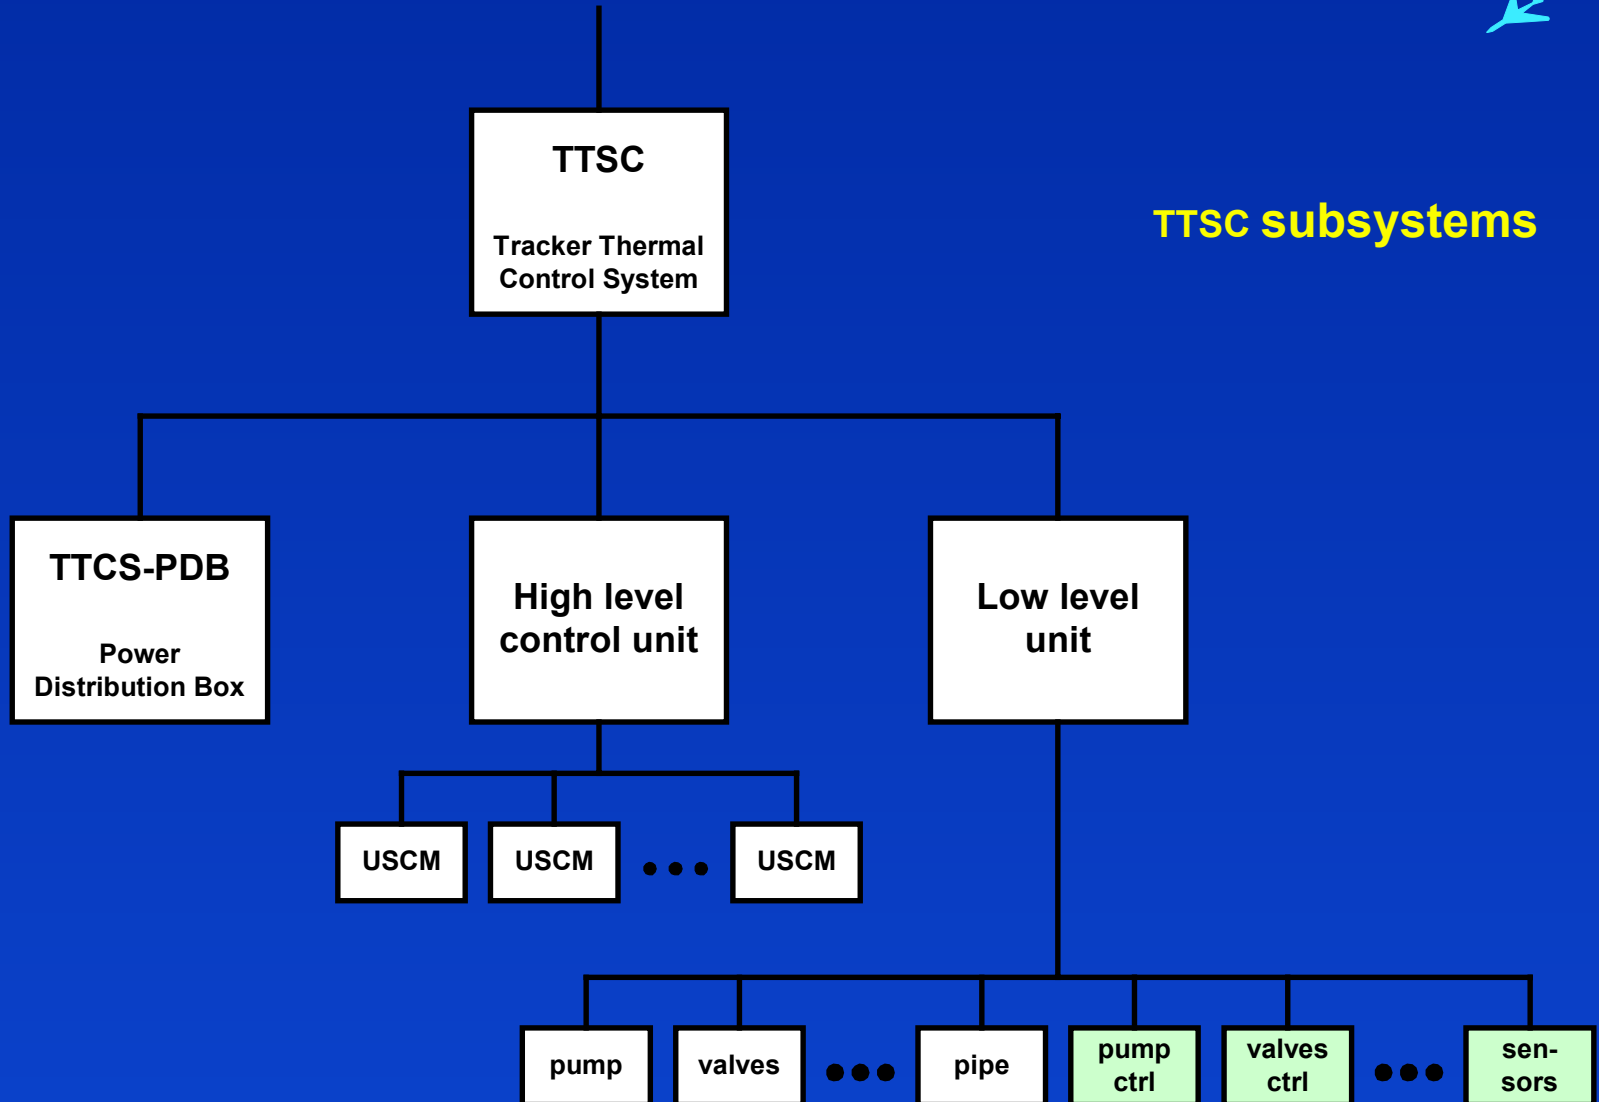 TTSC
Tracker Thermal
Control System
TTSC subsystems
TTCS-PDB
Power
Distribution Box
High level
control unit
Low level
unit
USCM
USCM
USCM
pump
valves
pipe
pump
ctrl
valves
ctrl
sen-
sors